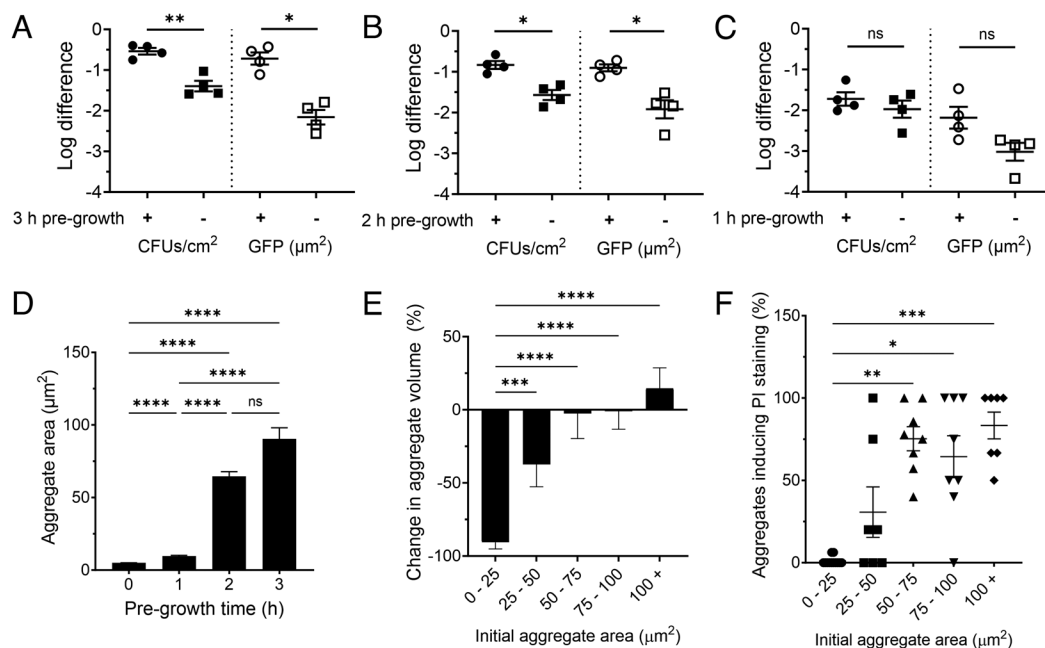 A
**
*
-0
-1
-2
-3
-4
Log difference
3 h pre-growth
+
-
+
-
CFUs/cm²
GFP (μm²)
B
*
*
-0
-1
-2
-3
-4
Log difference
2 h pre-growth
+
-
+
-
CFUs/cm²
GFP (μm²)
C
ns
ns
-0
-1
-2
-3
-4
Log difference
1 h pre-growth
+
-
+
-
CFUs/cm²
GFP (μm²)
D
****
****
****
****
****
ns
150
100
50
0
Aggregate area (μm²)
0
1
2
3
Pre-growth time (h)
E
****
****
****
***
50
0
-50
-100
Change in aggregate volume (%)
0 - 25
25 - 50
50 - 75
75 - 100
100 +
Initial aggregate area (μm²)
F
***
*
**
150
100
50
0
Aggregates inducing PI staining (%)
0 - 25
25 - 50
50 - 75
75 - 100
100 +
Initial aggregate area (μm²)